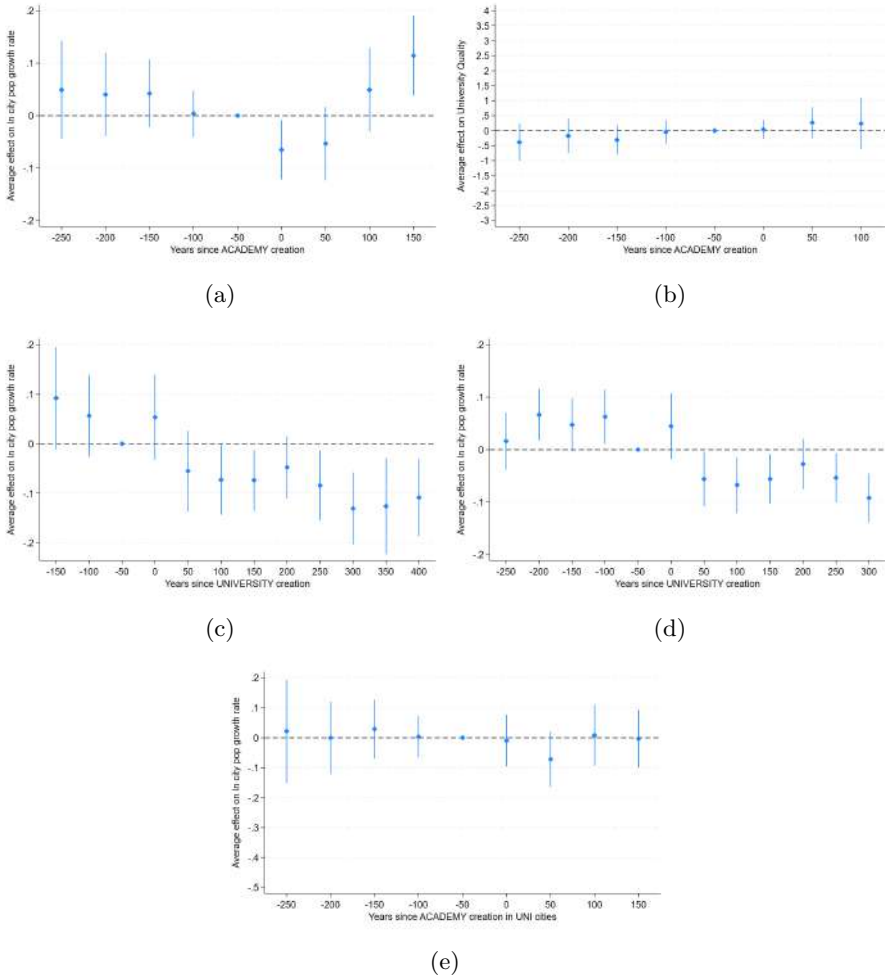 Average effect on ln city pop growth rate
.2
.1
0
-.1
-.2
-250 -200 -150 -100 -50 0 50 100 150
Years since ACADEMY creation
(a)
Average effect on University Quality
4
3.5
3
2.5
2
1.5
1
.5
0
-.5
-1
-1.5
-2
-2.5
-3
-250 -200 -150 -100 -50 0 50 100
Years since ACADEMY creation
(b)
Average effect on ln city pop growth rate
.2
.1
0
-.1
-.2
-150 -100 -50 0 50 100 150 200 250 300 350 400
Years since UNIVERSITY creation
(c)
Average effect on ln city pop growth rate
.2
.1
0
-.1
-.2
-250 -200 -150 -100 -50 0 50 100 150 200 250 300
Years since UNIVERSITY creation
(d)
Average effect on ln city pop growth rate
.2
.1
0
-.1
-.2
-.3
-.4
-.5
-250 -200 -150 -100 -50 0 50 100 150
Years since ACADEMY creation in UNI cities
(e)